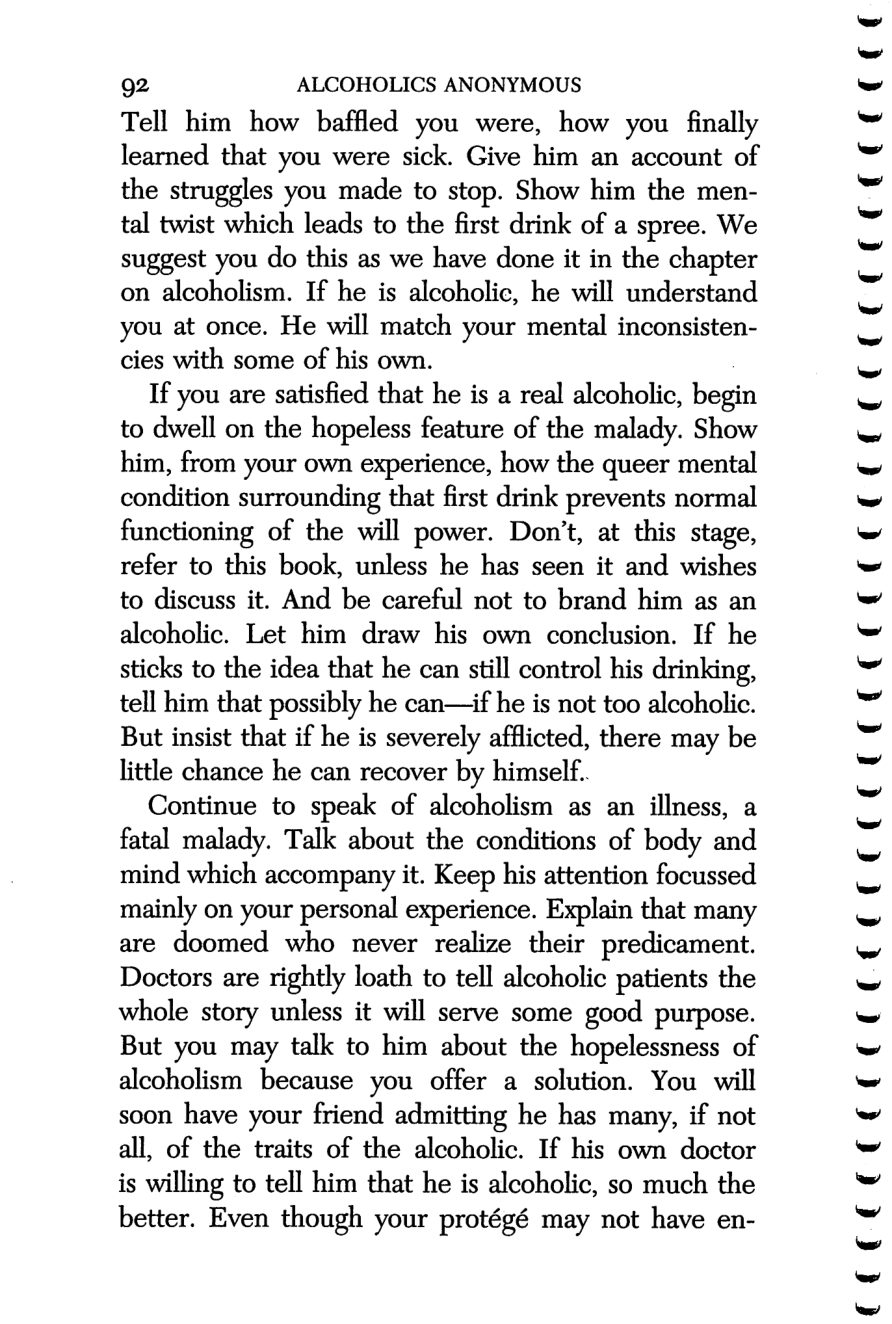 92 ALCOHOLICS ANONYMOUS
Tell him how baffled you were, how you finally
learned that you were sick. Give him an account of
the struggles you made to stop. Show him the men-
tal twist which leads to the first drink of a spree. We
suggest you do this as we have done it in the chapter
on alcoholism. If he is alcoholic, he will understand
you at once. He will match your mental inconsisten-
cies with some of his own.
If you are satisfied that he is a real alcoholic, begin
to dwell on the hopeless feature of the malady. Show
him, from your own experience, how the queer mental
condition surrounding that first drink prevents normal
functioning of the will power. Don't, at this stage,
refer to this book, unless he has seen it and wishes
to discuss it. And be careful not to brand him as an
alcoholic. Let him draw his own conclusion. If he
sticks to the idea that he can still control his drinking,
tell him that possibly he can—if he is not too alcoholic.
But insist that if he is severely afflicted, there may be
little chance he can recover by himself.
Continue to speak of alcoholism as an illness, a
fatal malady. Talk about the conditions of body and
mind which accompany it. Keep his attention focussed
mainly on your personal experience. Explain that many
are doomed who never realize their predicament.
Doctors are rightly loath to tell alcoholic patients the
whole story unless it will serve some good purpose.
But you may talk to him about the hopelessness of
alcoholism because you offer a solution. You will
soon have your friend admitting he has many, if not
all, of the traits of the alcoholic. If his own doctor
is willing to tell him that he is alcoholic, so much the
better. Even though your protégé may not have en-